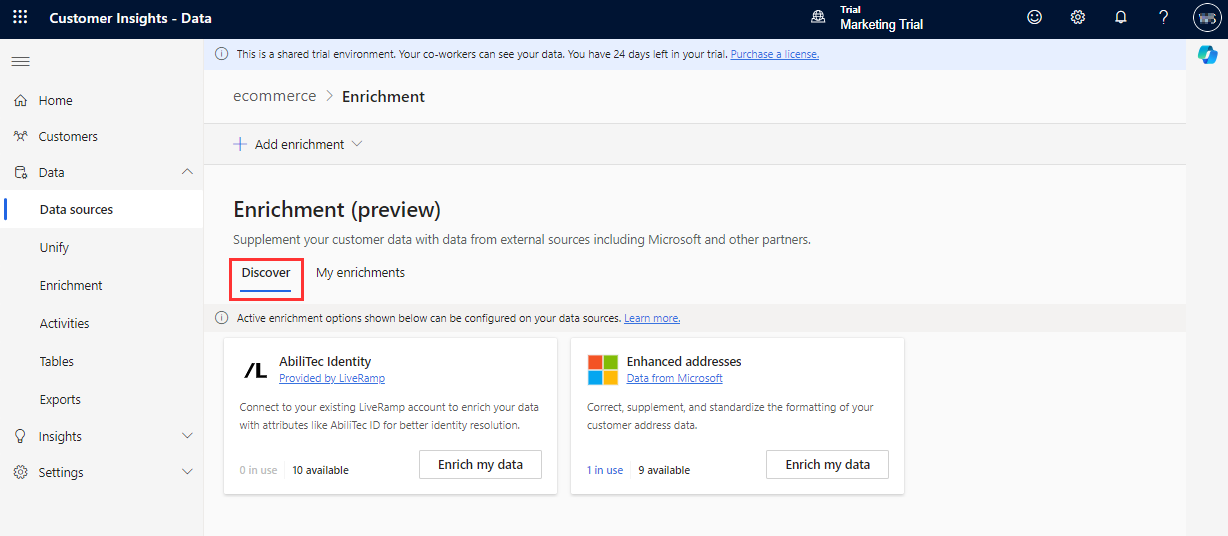 Customer Insights - Data
Trial
Marketing Trial
This is a shared trial environment. Your co-workers can see your data. You have 24 days left in your trial. Purchase a license.
Home
Customers
Data
Data sources
Unify
Enrichment
Activities
Tables
Exports
Insights
Settings
ecommerce > Enrichment
Add enrichment
Enrichment (preview)
Supplement your customer data with data from external sources including Microsoft and other partners.
Discover
My enrichments
Active enrichment options shown below can be configured on your data sources. Learn more.
/L
AbiliTec Identity
Provided by LiveRamp
Connect to your existing LiveRamp account to enrich your data
with attributes like AbiliTec ID for better identity resolution.
0 in use
10 available
Enrich my data
Enhanced addresses
Data from Microsoft
Correct, supplement, and standardize the formatting of your
customer address data.
1 in use
9 available
Enrich my data